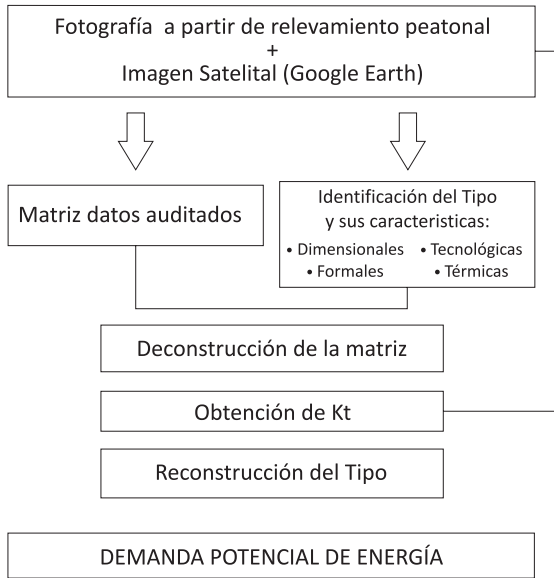 Fotografía a partir de relevamiento peatonal
+
Imagen Satelital (Google Earth)
Matriz datos auditados
Identificación del Tipo
y sus caracteristicas:
• Dimensionales • Tecnológicas
• Formales • Térmicas
Deconstrucción de la matriz
Obtención de Kt
Reconstrucción del Tipo
DEMANDA POTENCIAL DE ENERGÍA